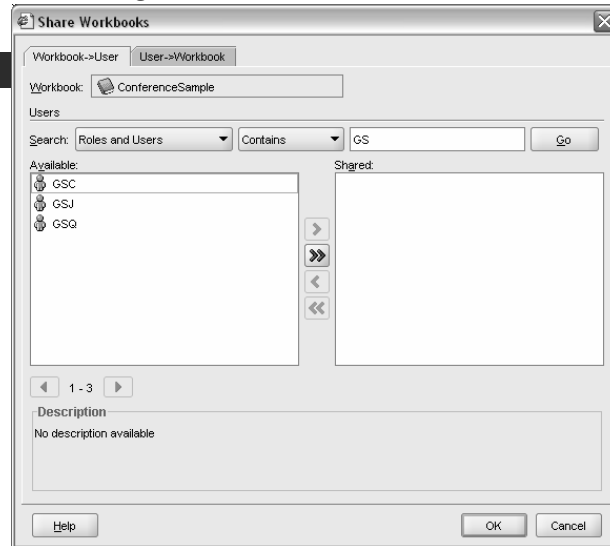 Share Workbooks
Workbook->User User->Workbook
Workbook: ConferenceSample
Users
Search: Roles and Users Contains GS Go
Available: Shared:
GSC
GSJ
GSQ
1 - 3
Description
No description available
Help OK Cancel